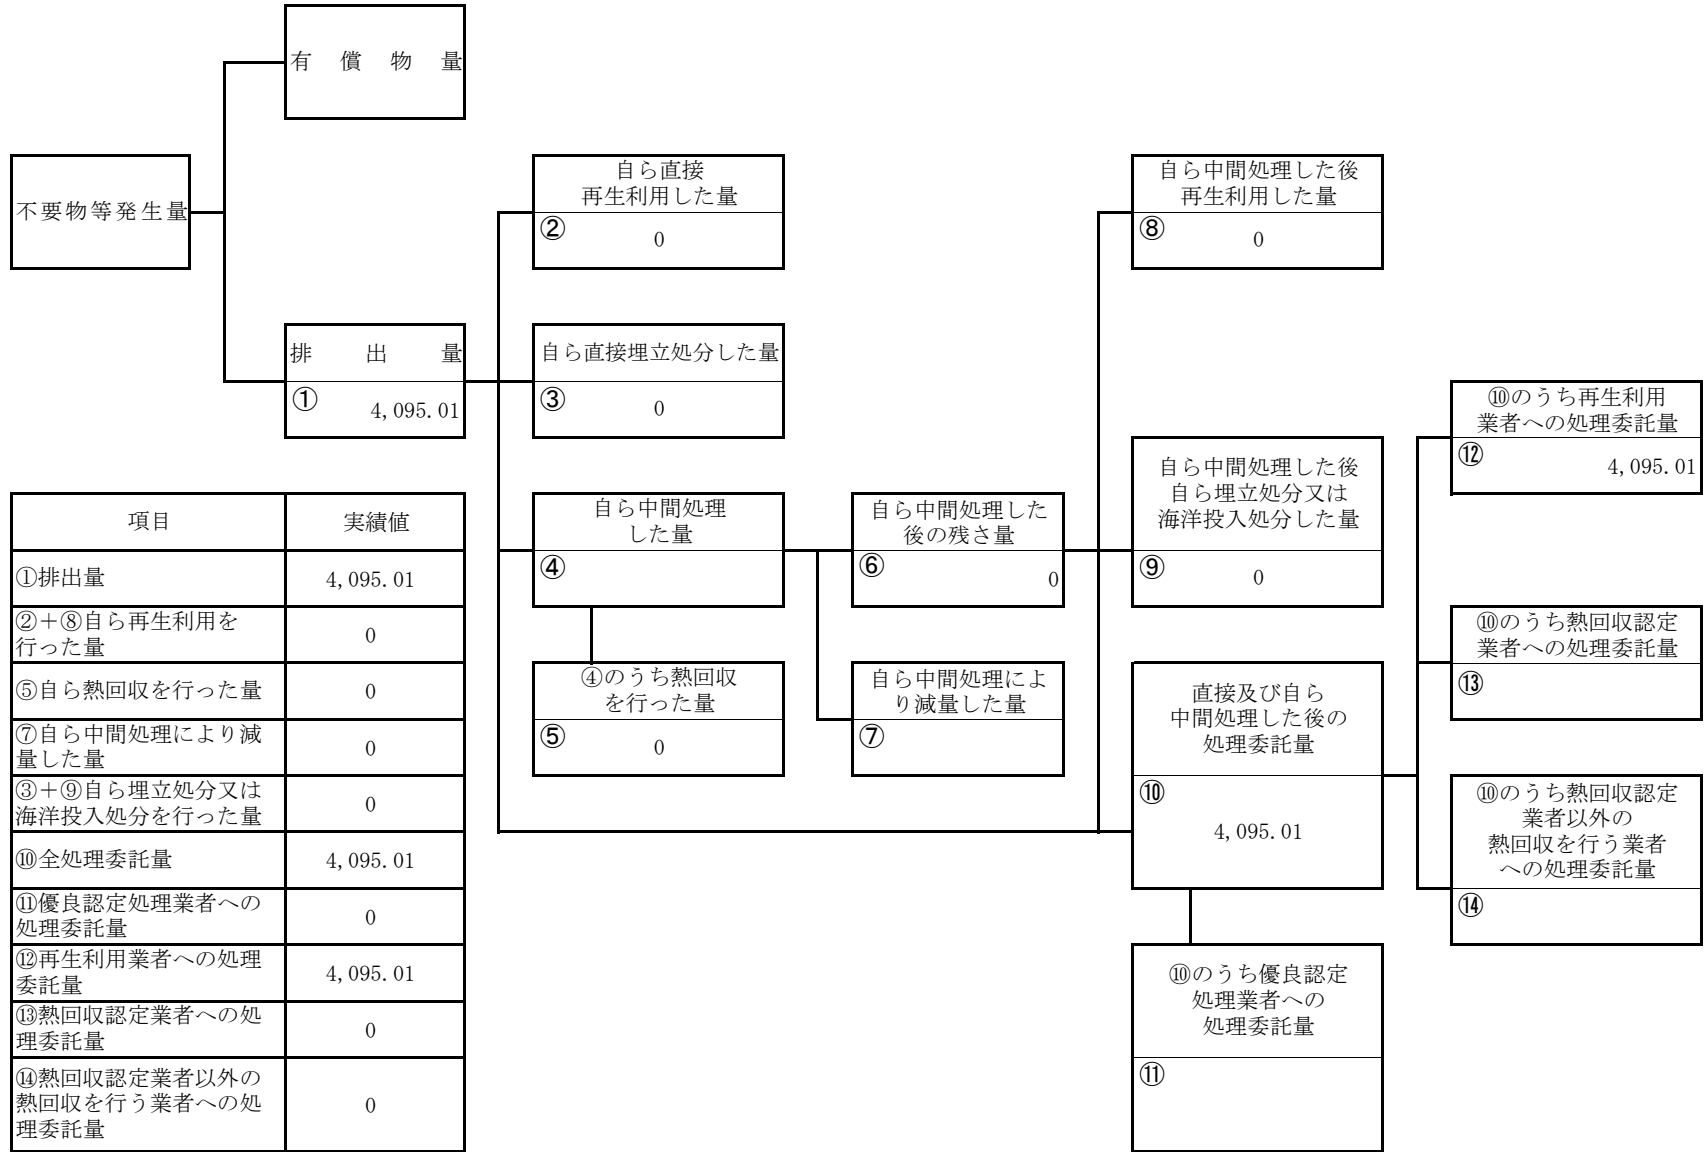 有償物量
不要物等発生量
自ら直接
再生利用した量
② 0
自ら中間処理した後
再生利用した量
⑧ 0
排出量
① 4,095.01
自ら直接埋立処分した量
③ 0
⑩のうち再生利用
業者への処理委託量
⑫ 4,095.01
自ら中間処理
した量
④
自ら中間処理した
後の残さ量
⑥ 0
自ら中間処理した後
自ら埋立処分又は
海洋投入処分した量
⑨ 0
④のうち熱回収
を行った量
⑤ 0
自ら中間処理によ
り減量した量
⑦
直接及び自ら
中間処理した後の
処理委託量
⑩
4,095.01
⑩のうち熱回収認定
業者への処理委託量
⑬
⑩のうち熱回収認定
業者以外の
熱回収を行う業者
への処理委託量
⑭
⑩のうち優良認定
処理業者への
処理委託量
⑪
項目 実績値
①排出量 4,095.01
②＋⑧自ら再生利用を
行った量 0
⑤自ら熱回収を行った量 0
⑦自ら中間処理により減
量した量 0
③＋⑨自ら埋立処分又は
海洋投入処分を行った量 0
⑩全処理委託量 4,095.01
⑪優良認定処理業者への
処理委託量 0
⑫再生利用業者への処理
委託量 4,095.01
⑬熱回収認定業者への処
理委託量 0
⑭熱回収認定業者以外の
熱回収を行う業者への処 0
理委託量